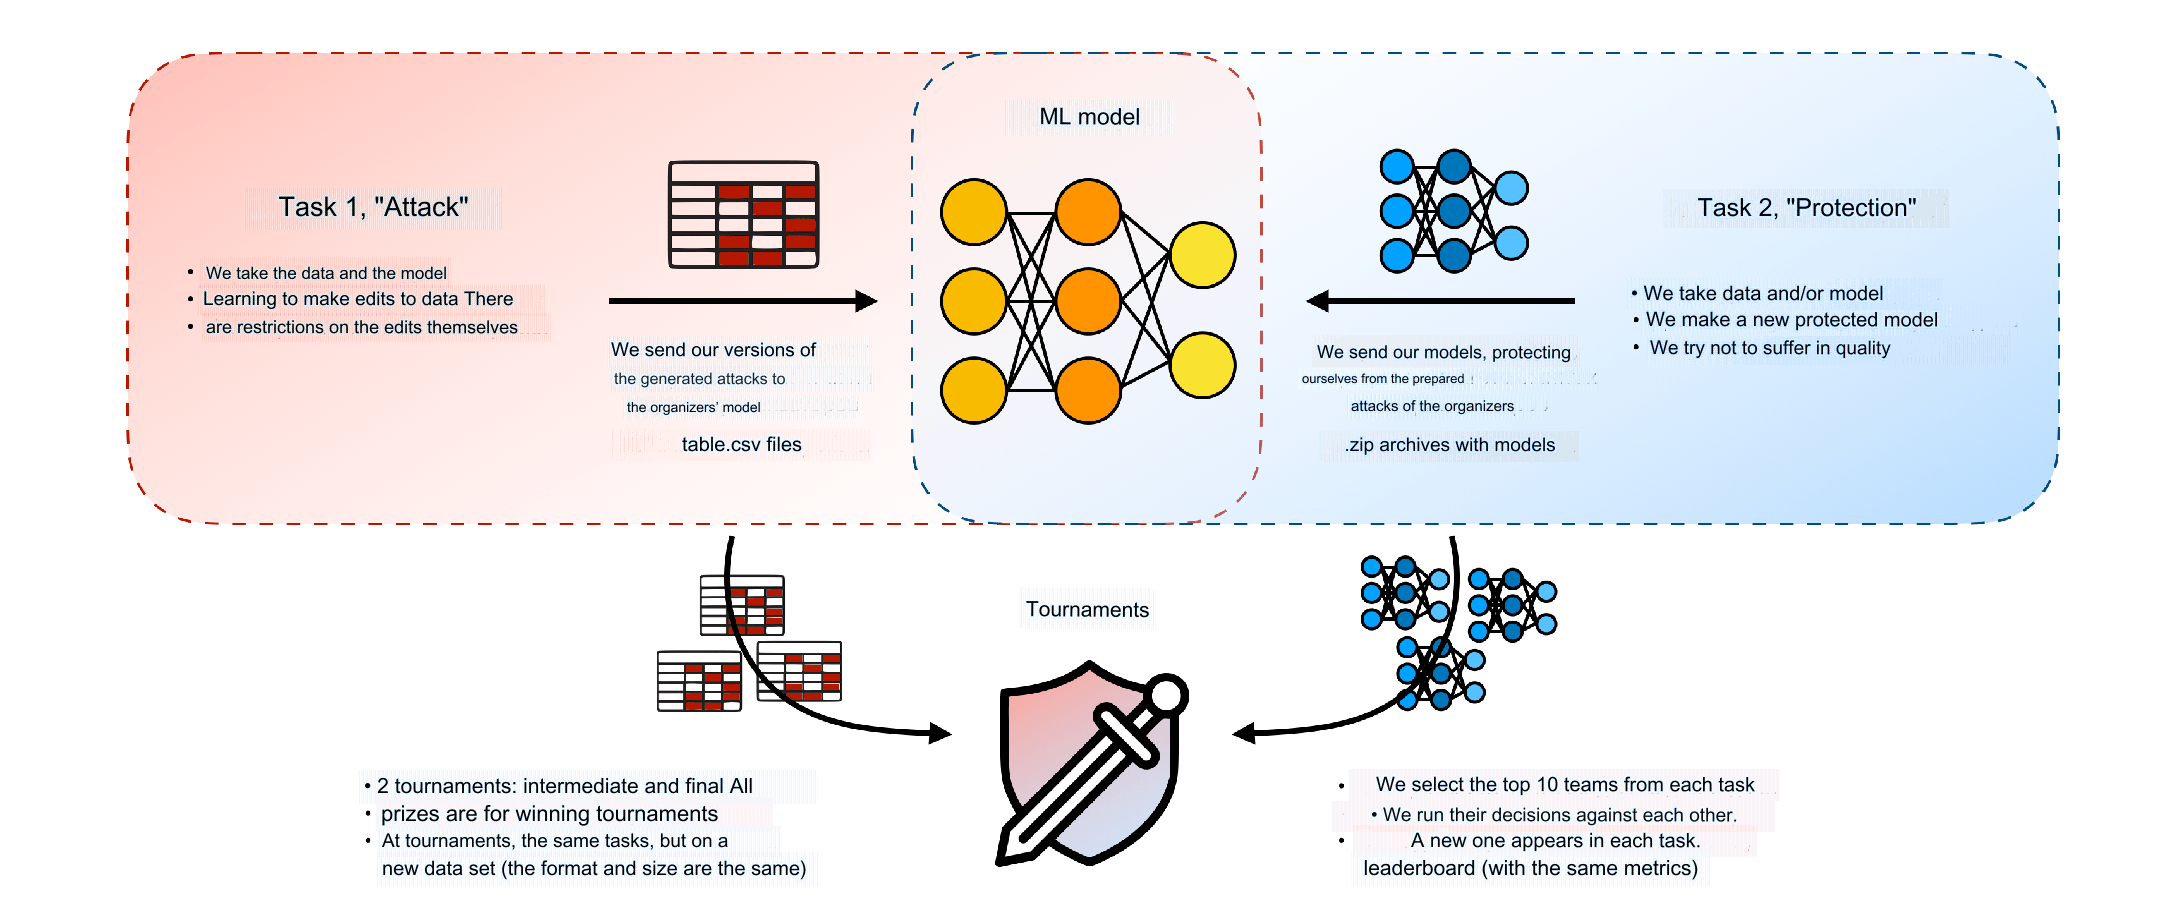 ML model
Task 1, "Attack"
• We take the data and the model
• Learning to make edits to data There
• are restrictions on the edits themselves
We send our versions of
the generated attacks to
the organizers' model
table.csv files
Task 2, "Protection"
• We take data and/or model
• We make a new protected model
• We try not to suffer in quality
We send our models, protecting
ourselves from the prepared
attacks of the organizers
.zip archives with models
Tournaments
• 2 tournaments: intermediate and final All
• prizes are for winning tournaments
• At tournaments, the same tasks, but on a
new data set (the format and size are the same)
• We select the top 10 teams from each task
• We run their decisions against each other.
• A new one appears in each task.
leaderboard (with the same metrics)